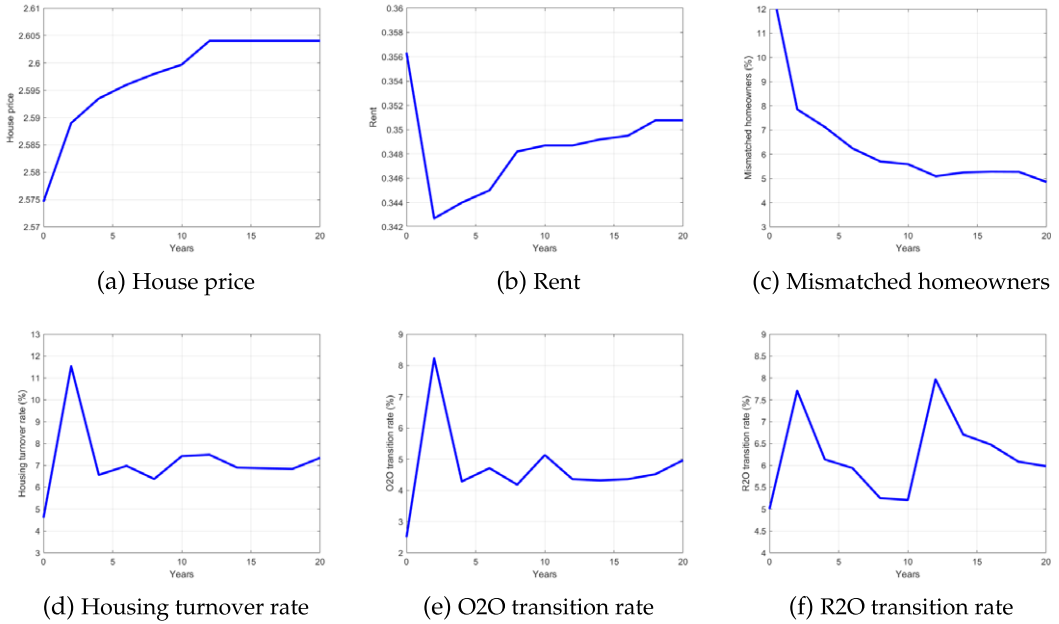 2.61
2.605
2.6
2.595
2.59
2.585
2.58
2.575
2.57
House price
0 5 10 15 20
Years
(a) House price
0.36
0.358
0.356
0.354
0.352
0.35
0.348
0.346
0.344
0.342
Rent
0 5 10 15 20
Years
(b) Rent
12
11
10
9
8
7
6
5
4
3
Mismatched homeowners (%)
0 5 10 15 20
Years
(c) Mismatched homeowners
13
12
11
10
9
8
7
6
5
4
3
Housing turnover rate (%)
0 5 10 15 20
Years
(d) Housing turnover rate
9
8
7
6
5
4
3
2
O2O transition rate (%)
0 5 10 15 20
Years
(e) O2O transition rate
9
8.5
8
7.5
7
6.5
6
5.5
5
4.5
4
R2O transition rate (%)
0 5 10 15 20
Years
(f) R2O transition rate